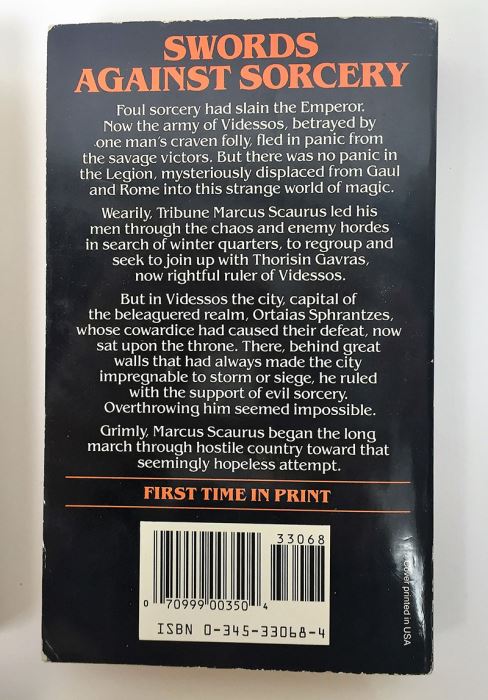 SWORDS
AGAINST SORCERY
Foul sorcery had slain the Emperor.
Now the army of Videssos, betrayed by
one man's craven folly, fled in panic from
the savage victors. But there was no panic in
the Legion, mysteriously displaced from Gaul
and Rome into this strange world of magic.
Wearily, Tribune Marcus Scaurus led his
men through the chaos and enemy hordes
in search of winter quarters, to regroup and
seek to join up with Thorisin Gavras,
now rightful ruler of Videssos.
But in Videssos the city, capital of
the beleaguered realm, Ortaias Sphrantzes,
whose cowardice had caused their defeat, now
sat upon the throne. There, behind great
walls that had always made the city
impregnable to storm or siege, he ruled
with the support of evil sorcery.
Overthrowing him seemed impossible.
Grimly, Marcus Scaurus began the long
march through hostile country toward that
seemingly hopeless attempt.
FIRST TIME IN PRINT
33068
0 70999 00350 4
ISBN 0-345-33068-4
Cover printed in USA